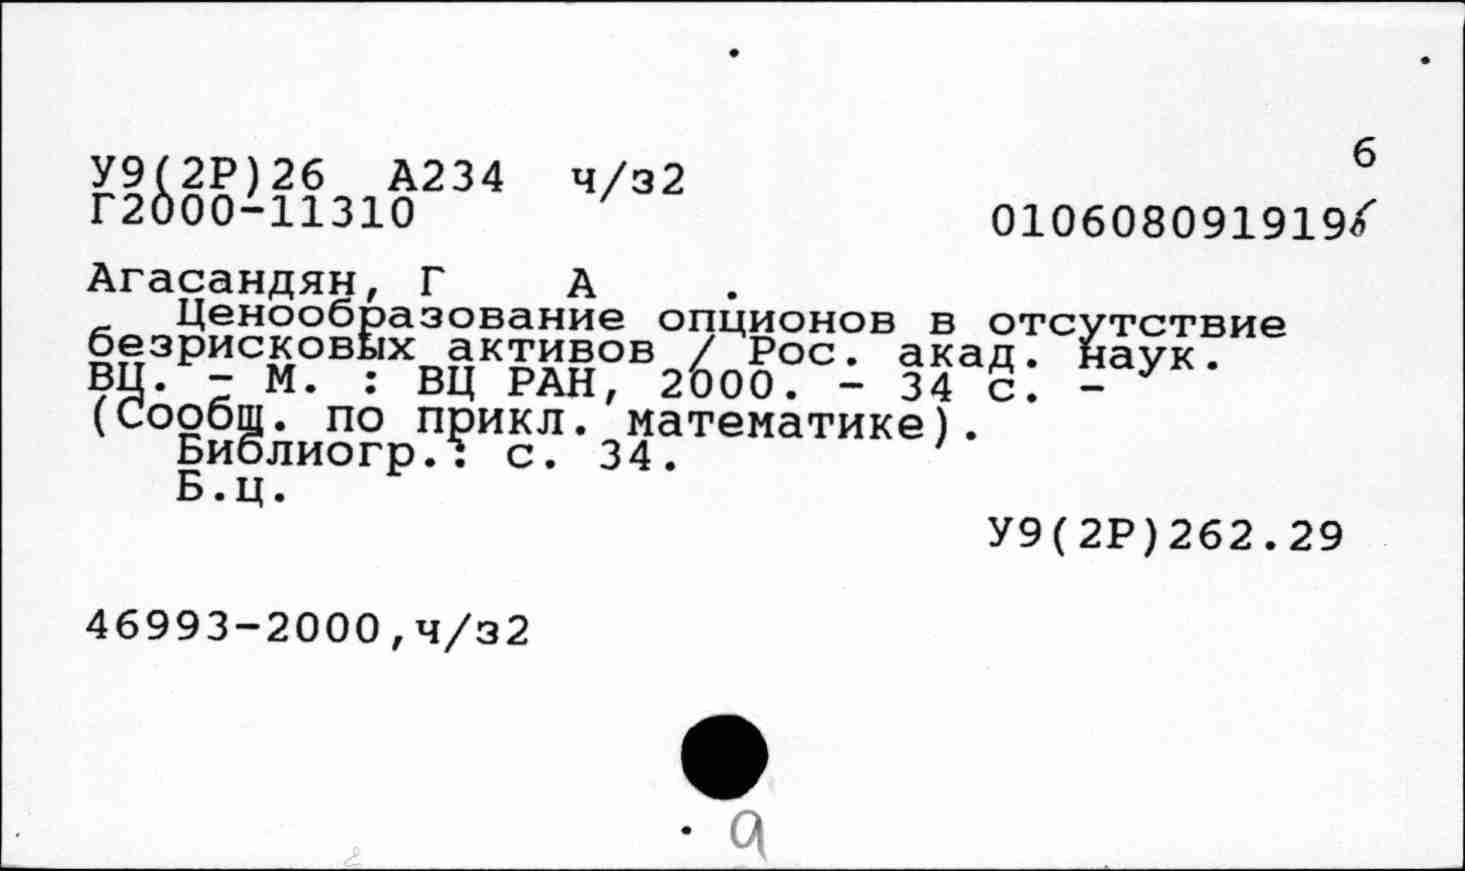 6
У9(2Р)26 А234 ч/з2
Г2000-11310
010608091919
Агасандян, Г А .
Ценообразование опционов в отсутствие
безрисковых активов / Рос. акад. наук.
ВЦ. - М. : ВЦ РАН, 2000. - 34 с. -
(Сообщ. по прикл. математике).
Библиогр.: с. 34.
Б.ц.
У9(2Р)262.29
46993-2000,ч/з2